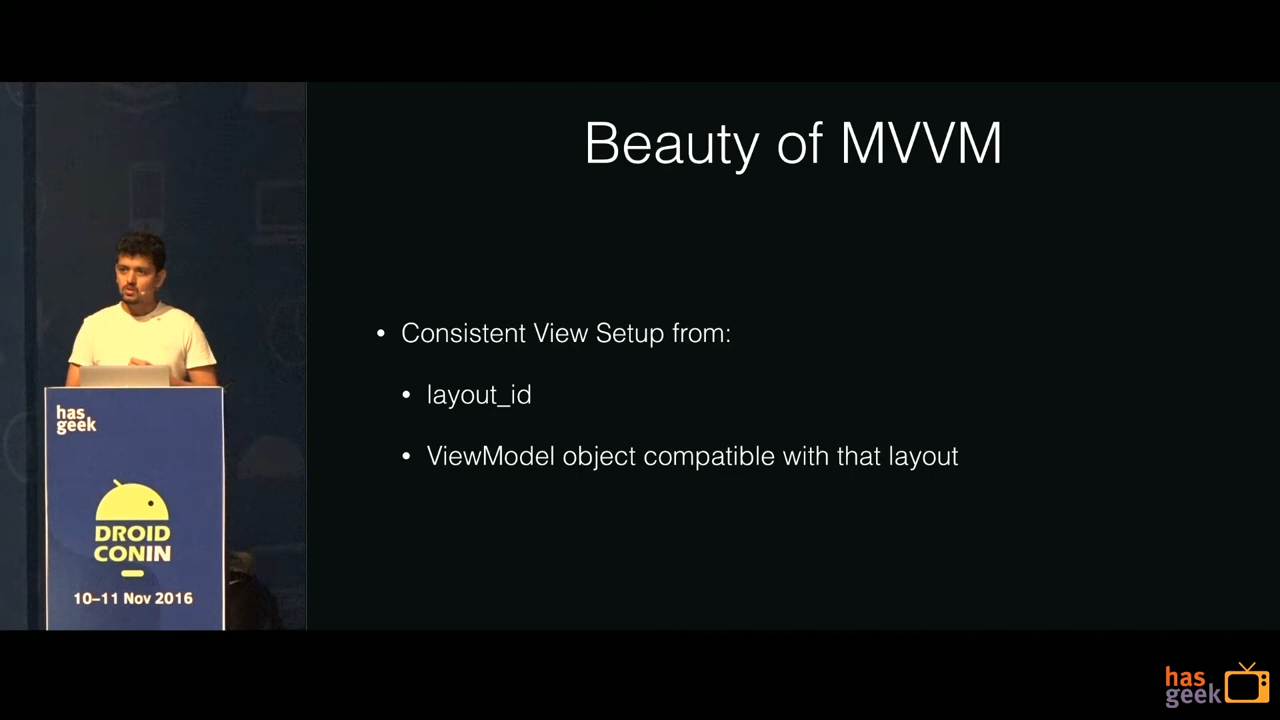 Beauty of MVVM
• Consistent View Setup from:
• layout_id
• ViewModel object compatible with that layout
has
geek
DROID
CONIN
10–11 Nov 2016
has
geek